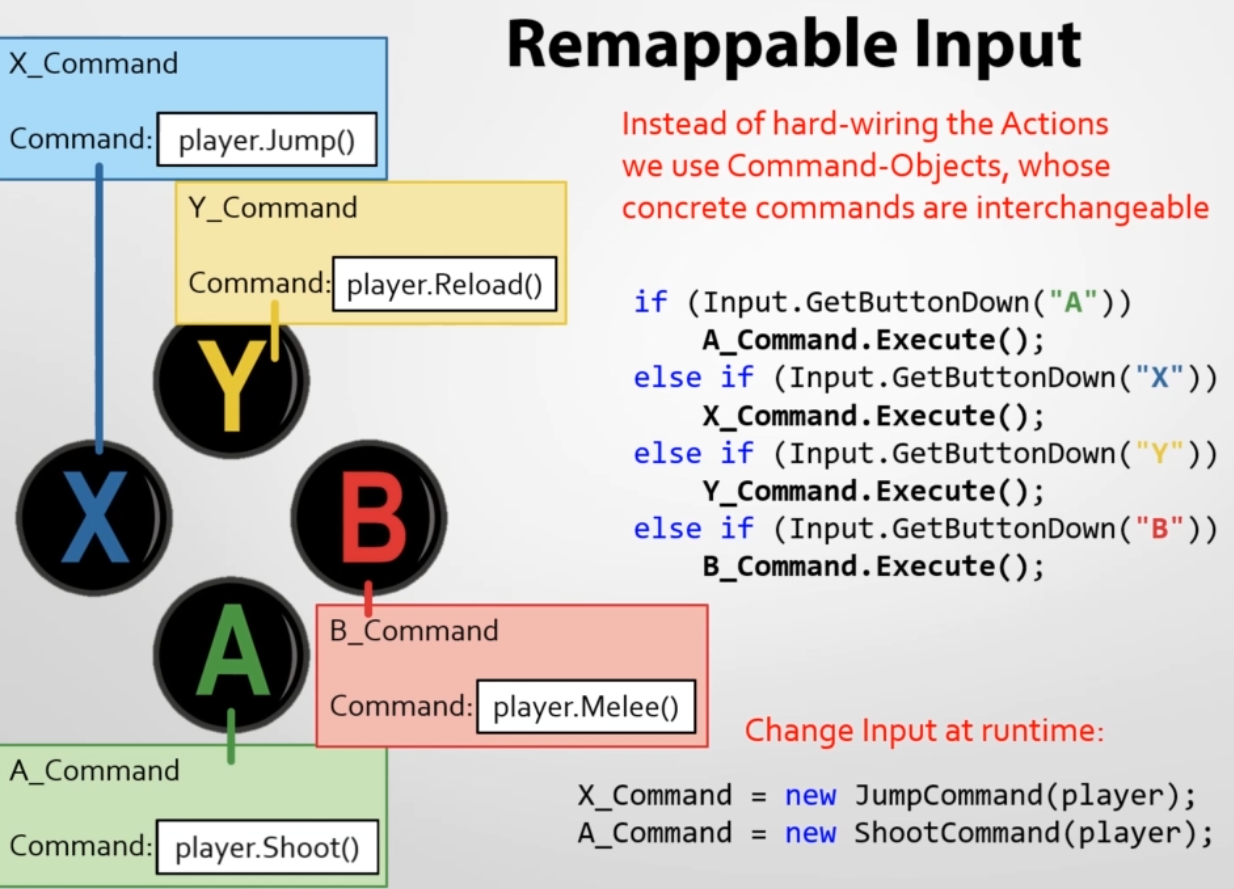 Remappable Input
X_Command
Command: player.Jump()
Y_Command
Command: player.Reload()
Y
X
B
A
B_Command
Command: player.Melee()
A_Command
Command: player.Shoot()
Instead of hard-wiring the Actions
we use Command-Objects, whose
concrete commands are interchangeable
if (Input.GetButtonDown("A"))
A_Command.Execute();
else if (Input.GetButtonDown("X"))
X_Command.Execute();
else if (Input.GetButtonDown("Y"))
Y_Command.Execute();
else if (Input.GetButtonDown("B"))
B_Command.Execute();
Change Input at runtime:
X_Command = new JumpCommand(player);
A_Command = new ShootCommand(player);